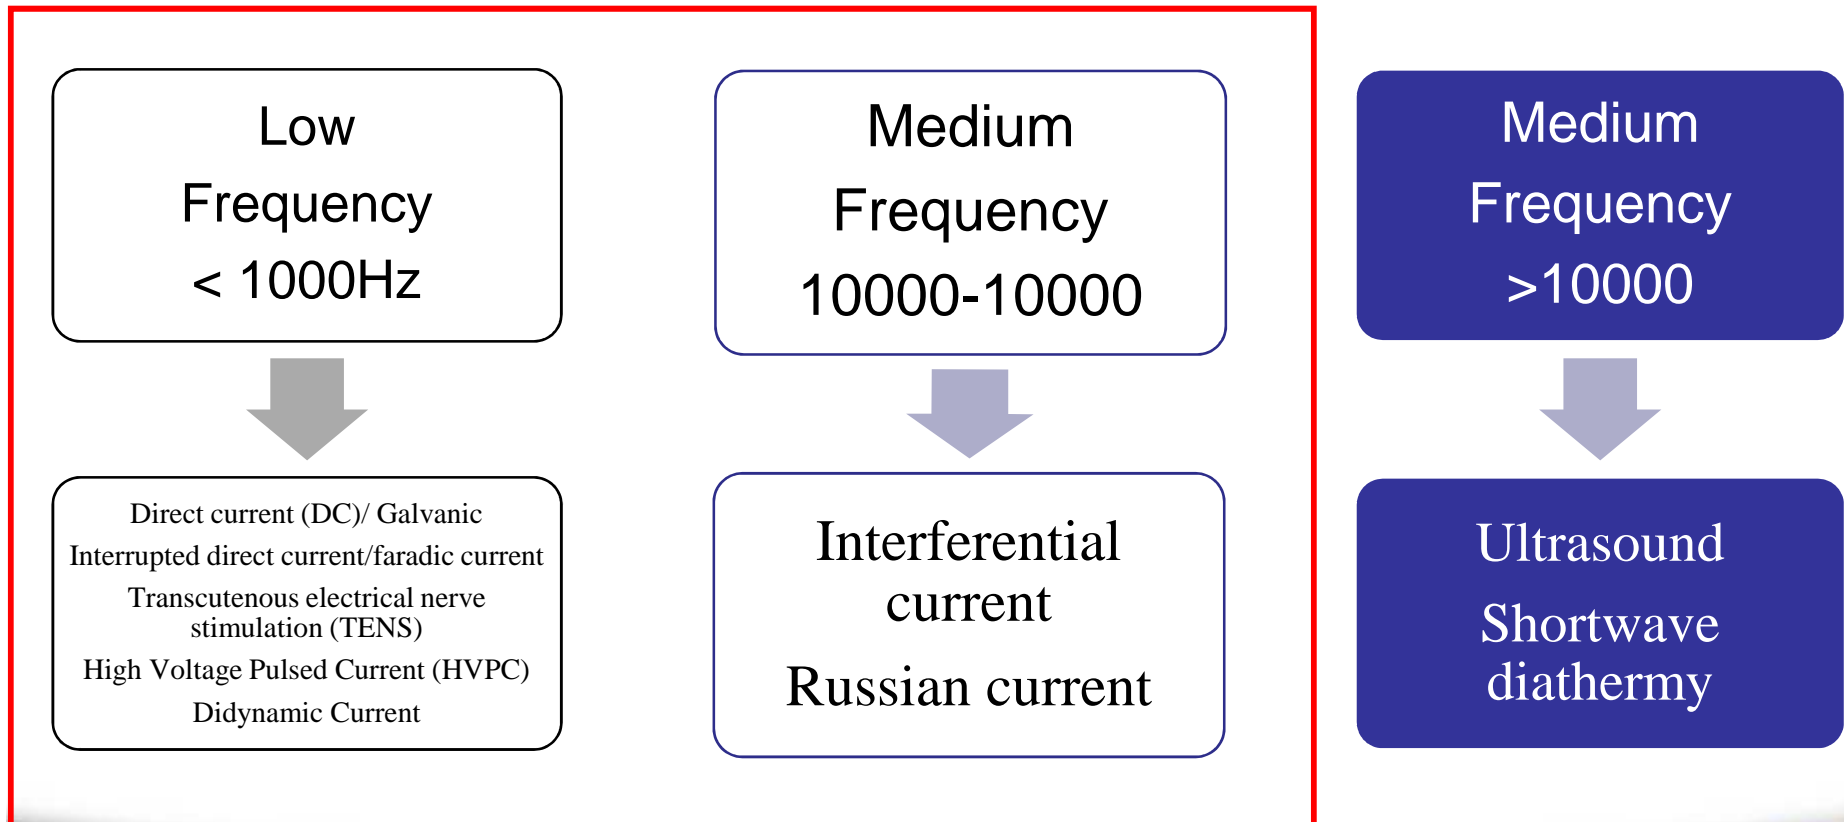 Low
Frequency
< 1000Hz
Direct current (DC)/ Galvanic
Interrupted direct current/faradic current
Transcutenous electrical nerve
stimulation (TENS)
High Voltage Pulsed Current (HVPC)
Didynamic Current
Medium
Frequency
10000-10000
Interferential
current
Russian current
Medium
Frequency
>10000
Ultrasound
Shortwave
diathermy